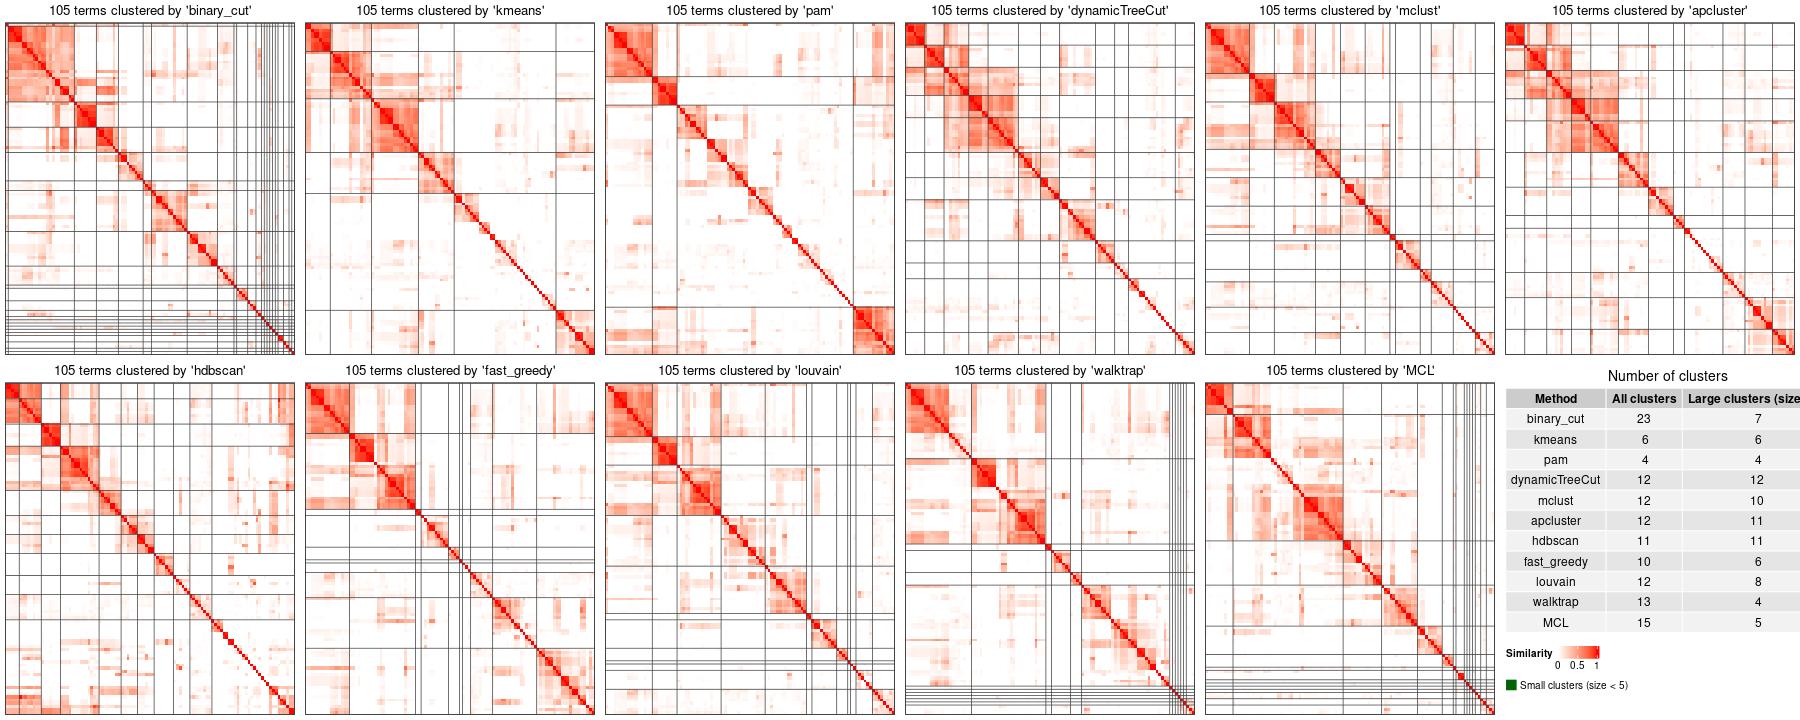 105 terms clustered by 'binary_cut'
105 terms clustered by 'kmeans'
105 terms clustered by 'pam'
105 terms clustered by 'dynamicTreeCut'
105 terms clustered by 'mclust'
105 terms clustered by 'apcluster'
105 terms clustered by 'hdbscan'
105 terms clustered by 'fast_greedy'
105 terms clustered by 'louvain'
105 terms clustered by 'walktrap'
105 terms clustered by 'MCL'
Number of clusters
Method All clusters Large clusters (size
binary_cut 23 7
kmeans 6 6
pam 4 4
dynamicTreeCut 12 12
mclust 12 10
apcluster 12 11
hdbscan 11 11
fast_greedy 10 6
louvain 12 8
walktrap 13 4
MCL 15 5
Similarity
0 0.5 1
Small clusters (size < 5)